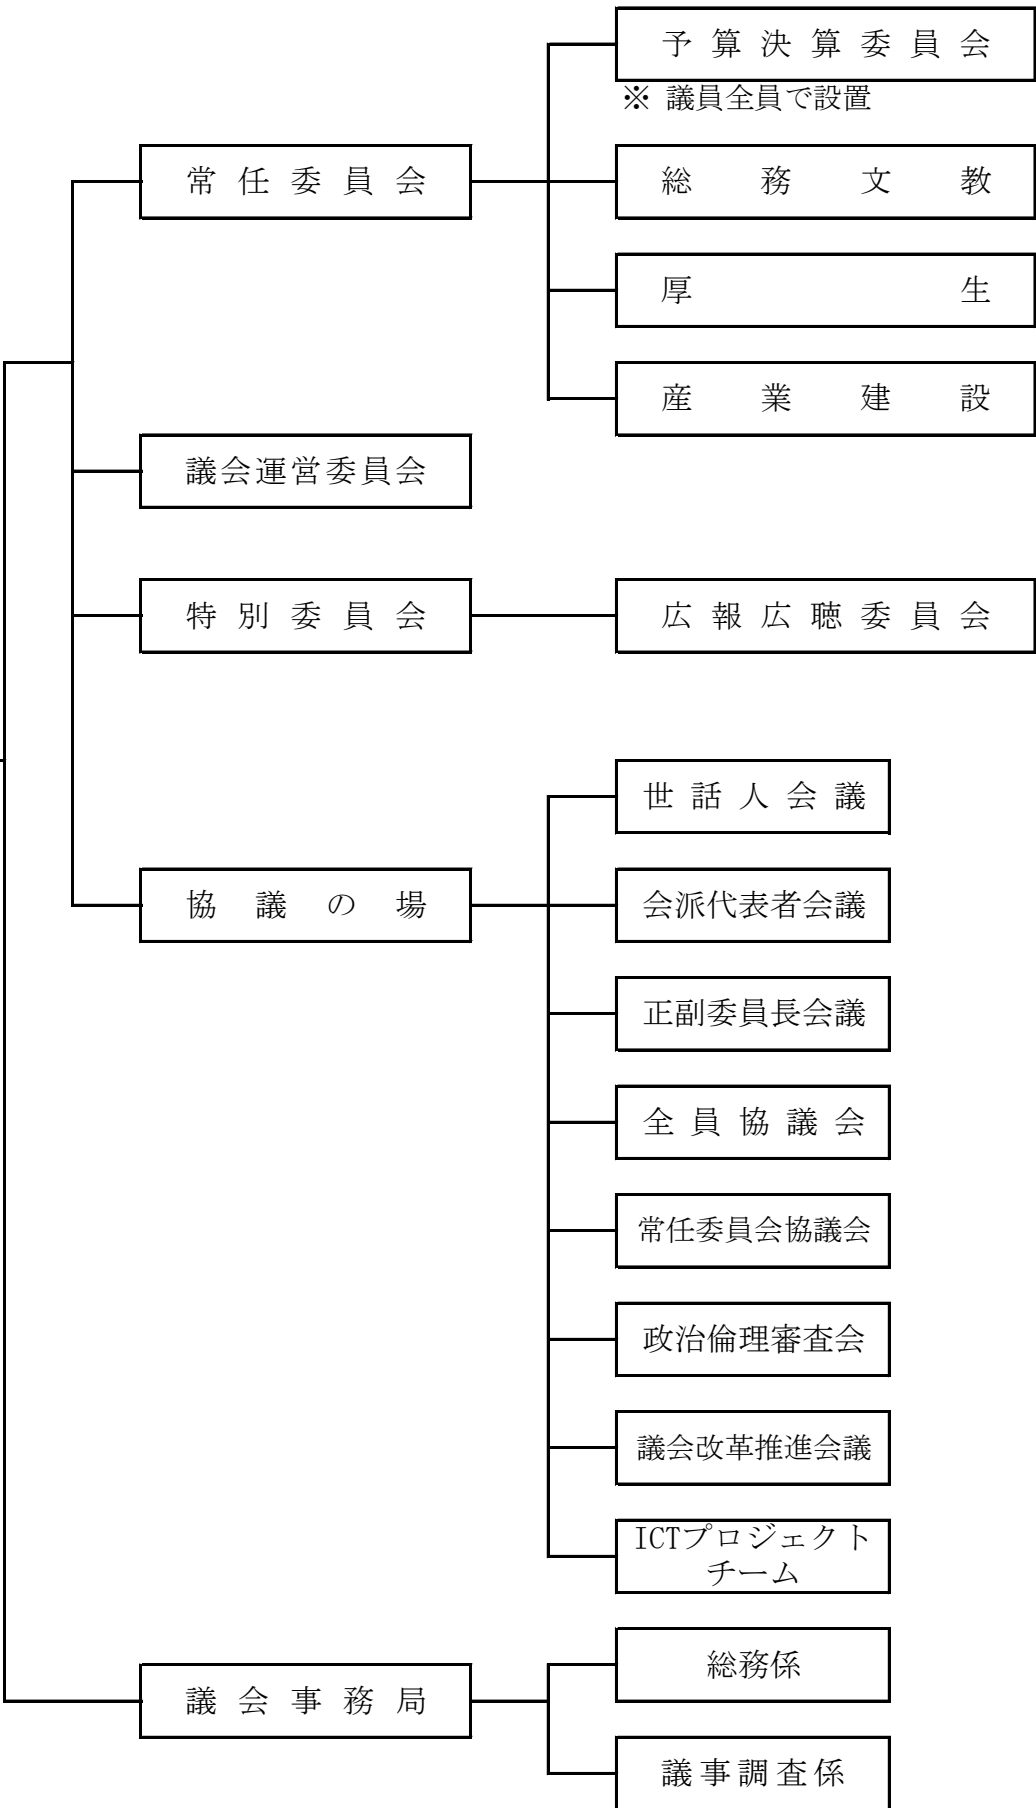 予算決算委員会
※ 議員全員で設置
常任委員会
総務文教
厚生
産業建設
議会運営委員会
特別委員会
広報広聴委員会
世話人会議
協議の場
会派代表者会議
正副委員長会議
全員協議会
常任委員会協議会
政治倫理審査会
議会改革推進会議
ICTプロジェクト
チーム
総務係
議会事務局
議事調査係